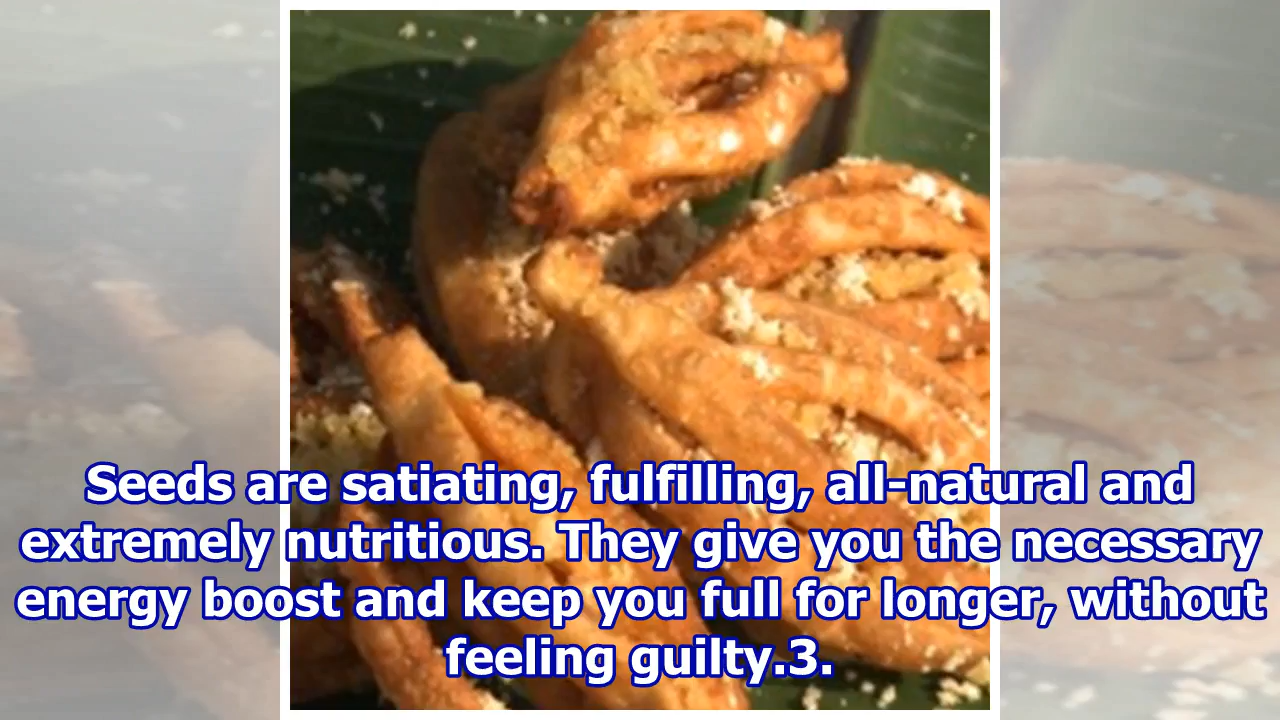 Seeds are satiating, fulfilling, all-natural and
extremely nutritious. They give you the necessary
energy boost and keep you full for longer, without
feeling guilty.3.